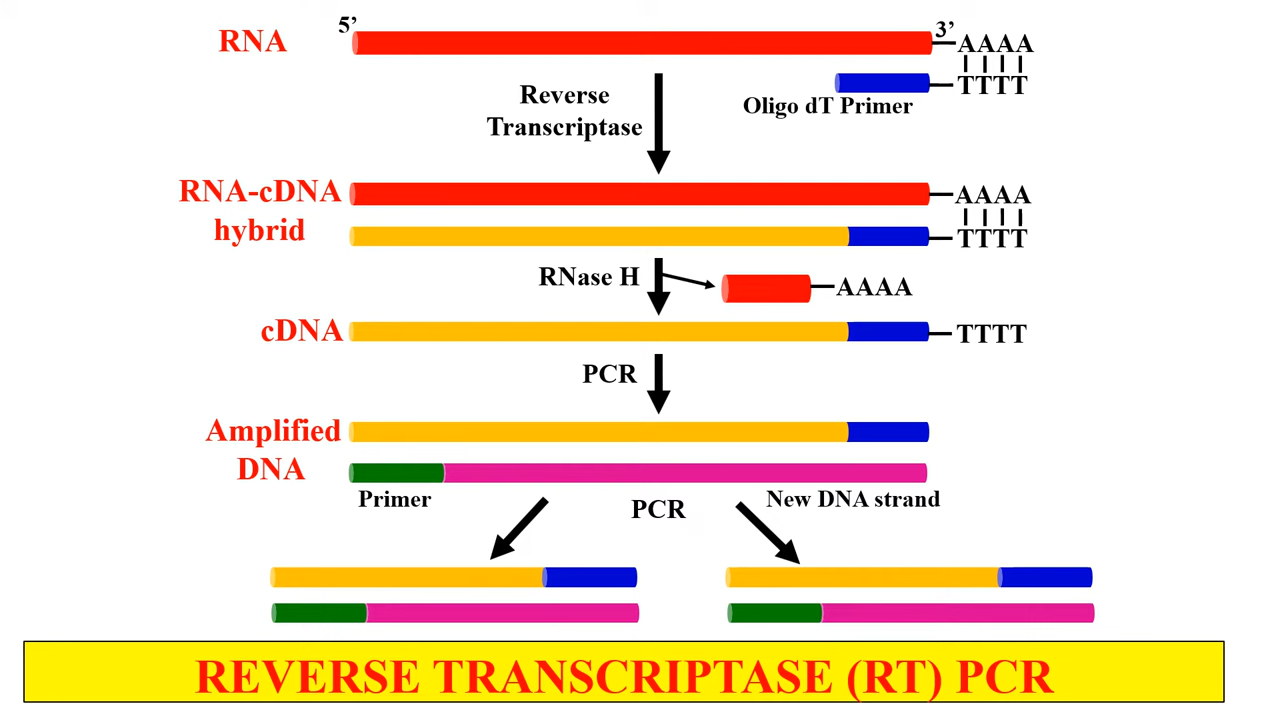 5’
3’
RNA
AAAA
TTTT
Oligo dT Primer
Reverse
Transcriptase
RNA-cDNA
hybrid
AAAA
TTTT
RNase H
AAAA
cDNA
TTTT
PCR
Amplified
DNA
Primer
PCR
New DNA strand
REVERSE TRANSCRIPTASE (RT) PCR